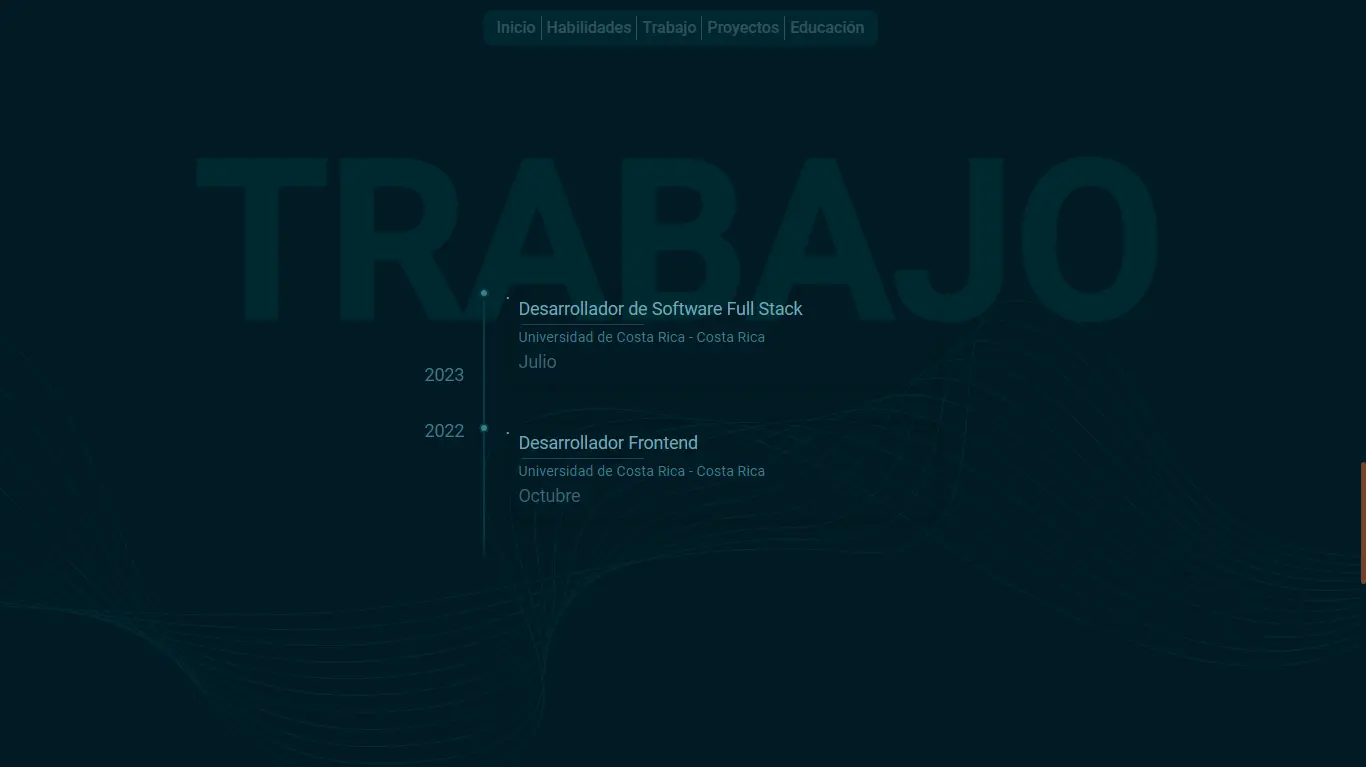 Inicio Habilidades Trabajo Proyectos Educación
TRABAJO
Desarrollador de Software Full Stack
Universidad de Costa Rica - Costa Rica
Julio
2023
2022
Desarrollador Frontend
Universidad de Costa Rica - Costa Rica
Octubre